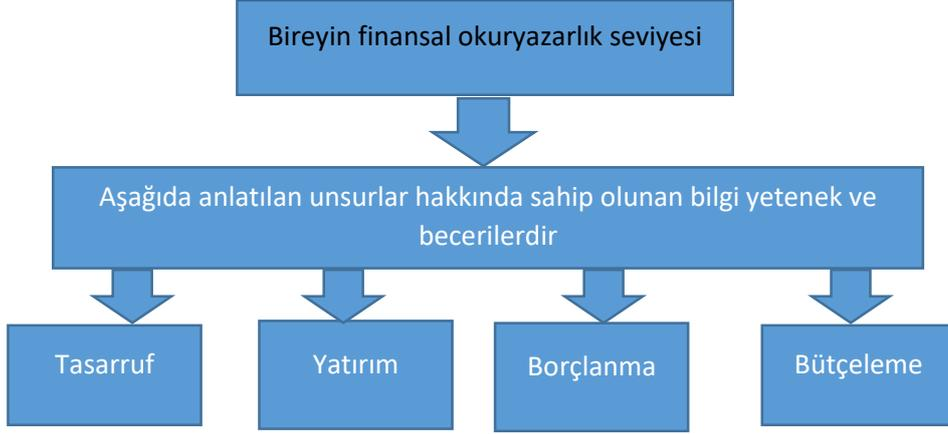 Bireyin finansal okuryazarlık seviyesi
Aşağıda anlatılan unsurlar hakkında sahip olunan bilgi yetenek ve
becerilerdir
Tasarruf
Yatırım
Borçlanma
Bütçeleme